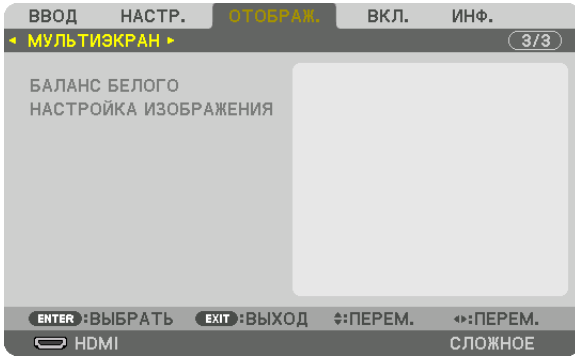 ВВОД НАСТР. ОТОБРАЖ. ВКЛ. ИНФ.
МУЛЬТИЭКРАН 3/3
БАЛАНС БЕЛОГО
НАСТРОЙКА ИЗОБРАЖЕНИЯ
ENTER :ВЫБРАТЬ EXIT :ВЫХОД :ПЕРЕМ. :ПЕРЕМ.
HDMI СЛОЖНОЕ